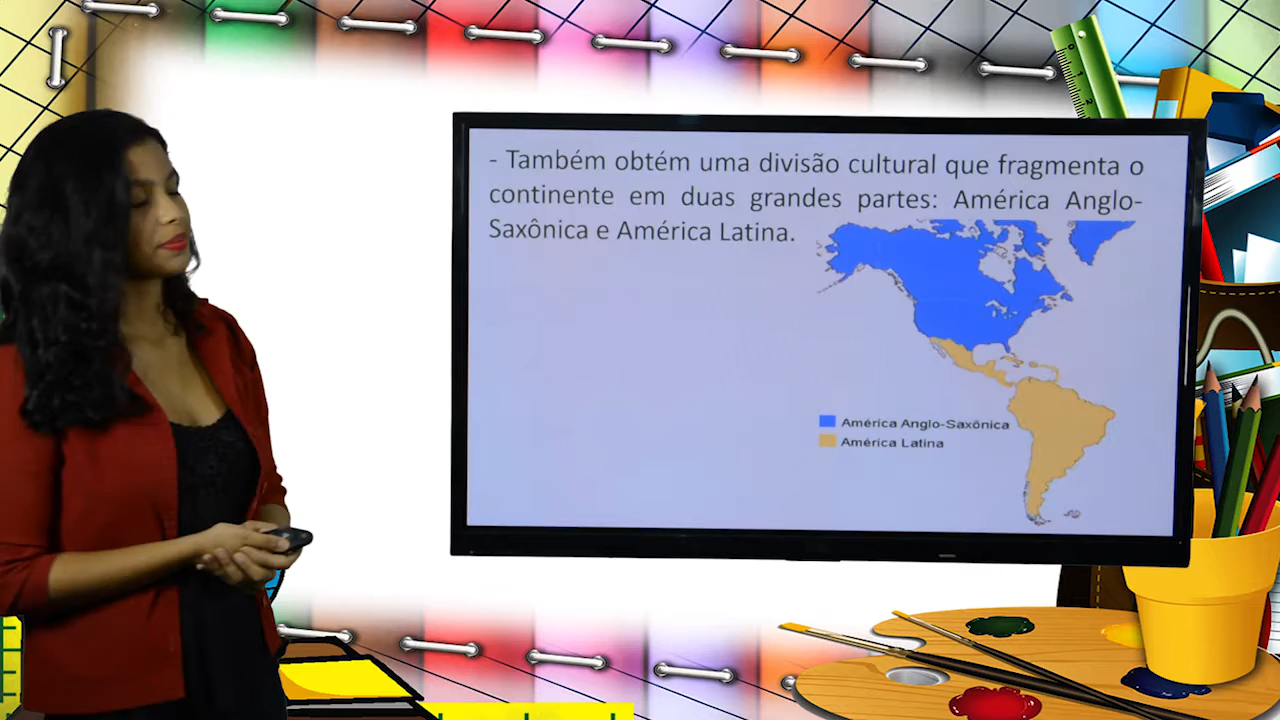 - Também obtém uma divisão cultural que fragmenta o
continente em duas grandes partes: América Anglo-
Saxônica e América Latina.
América Anglo-Saxônica
América Latina